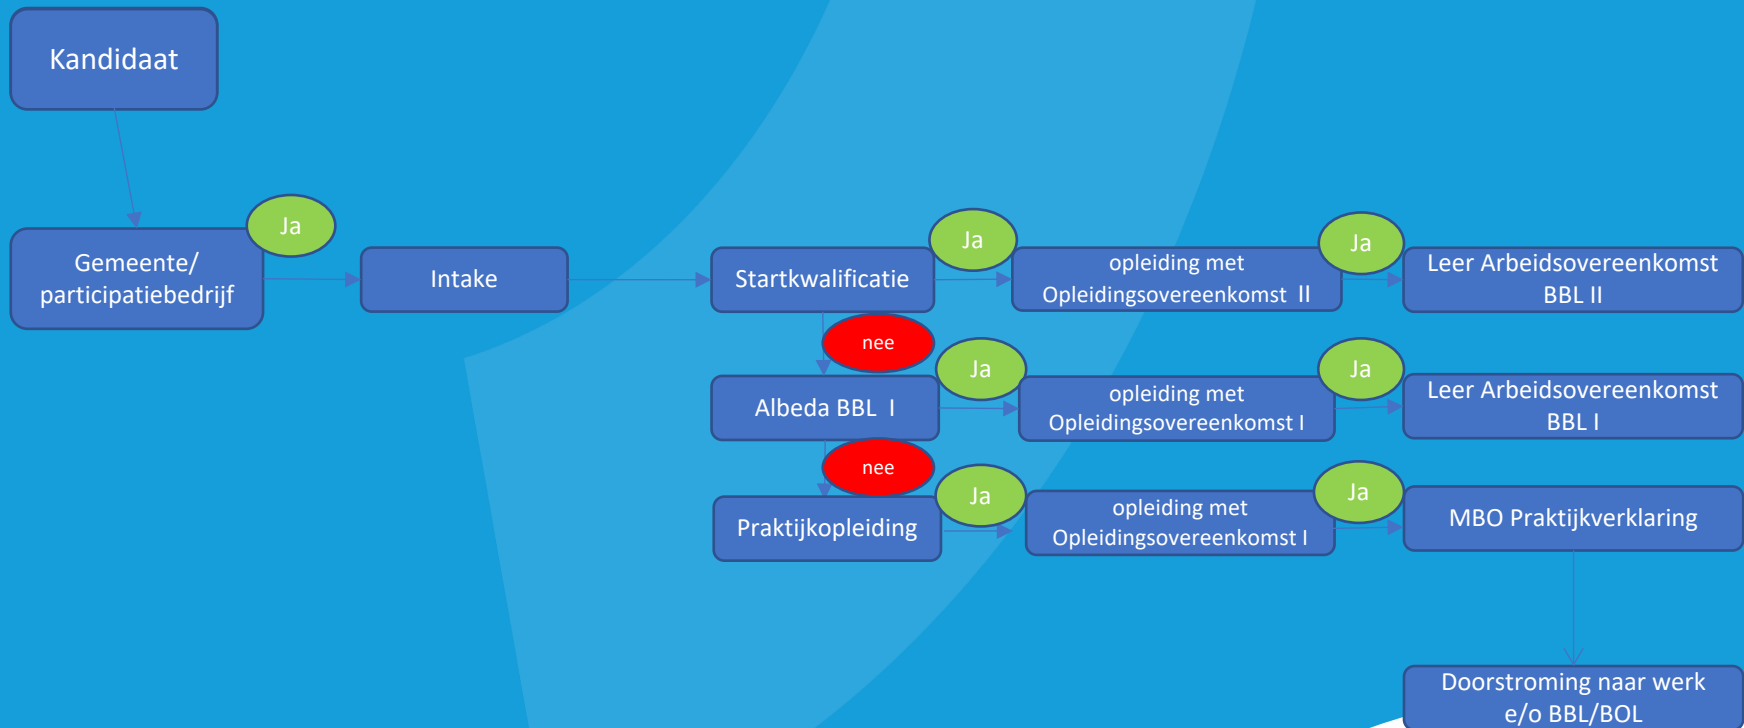 Kandidaat
Ja
Gemeente/
participatiebedrijf
Intake
Startkwalificatie
Ja
opleiding met
Opleidingsovereenkomst II
Ja
Leer Arbeidsovereenkomst
BBL II
nee
Albeda BBL I
Ja
opleiding met
Opleidingsovereenkomst I
Ja
Leer Arbeidsovereenkomst
BBL I
nee
Praktijkopleiding
Ja
opleiding met
Opleidingsovereenkomst I
Ja
MBO Praktijkverklaring
Doorstroming naar werk
e/o BBL/BOL